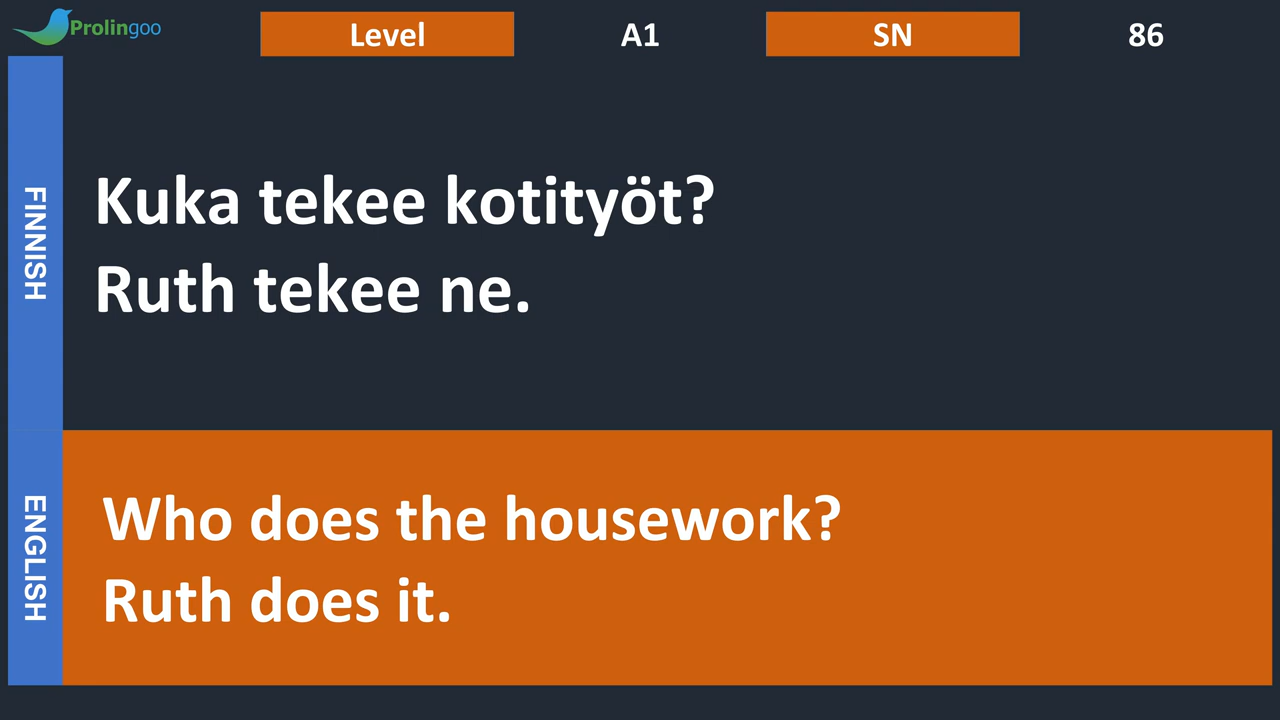 Prolingoo
Level A1 SN 86
FINNISH
Kuka tekee kotityöt?
Ruth tekee ne.
ENGLISH
Who does the housework?
Ruth does it.